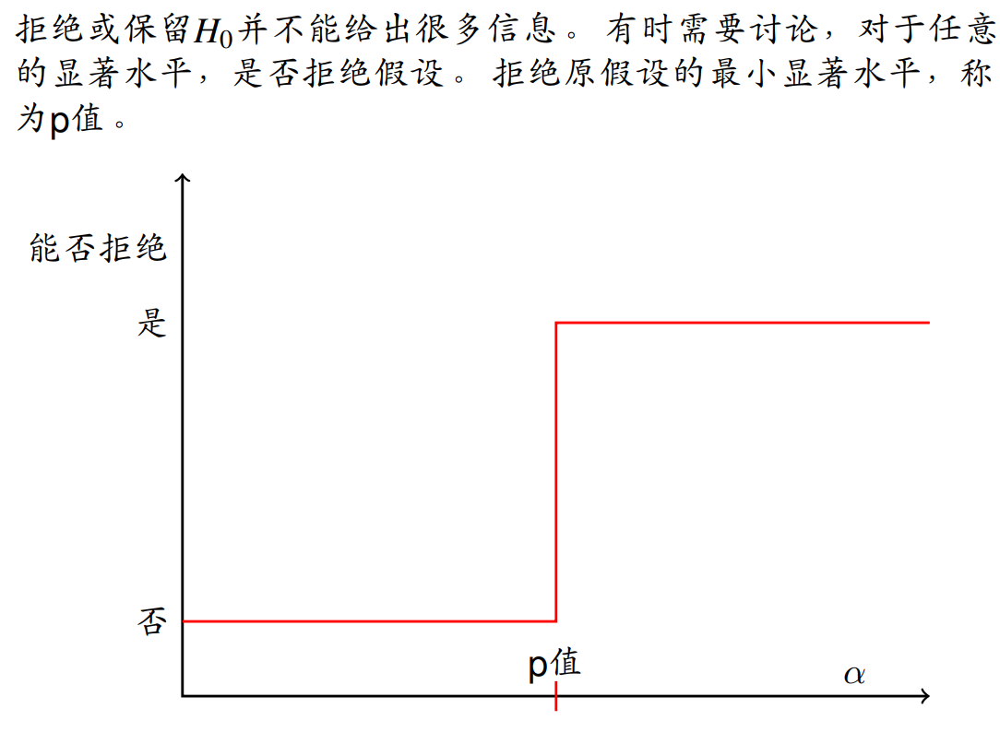 拒绝或保留H₀并不能给出很多信息。有时需要讨论，对于任意
的显著水平，是否拒绝假设。拒绝原假设的最小显著水平，称
为p值。
能否拒绝
是
否
p值
α